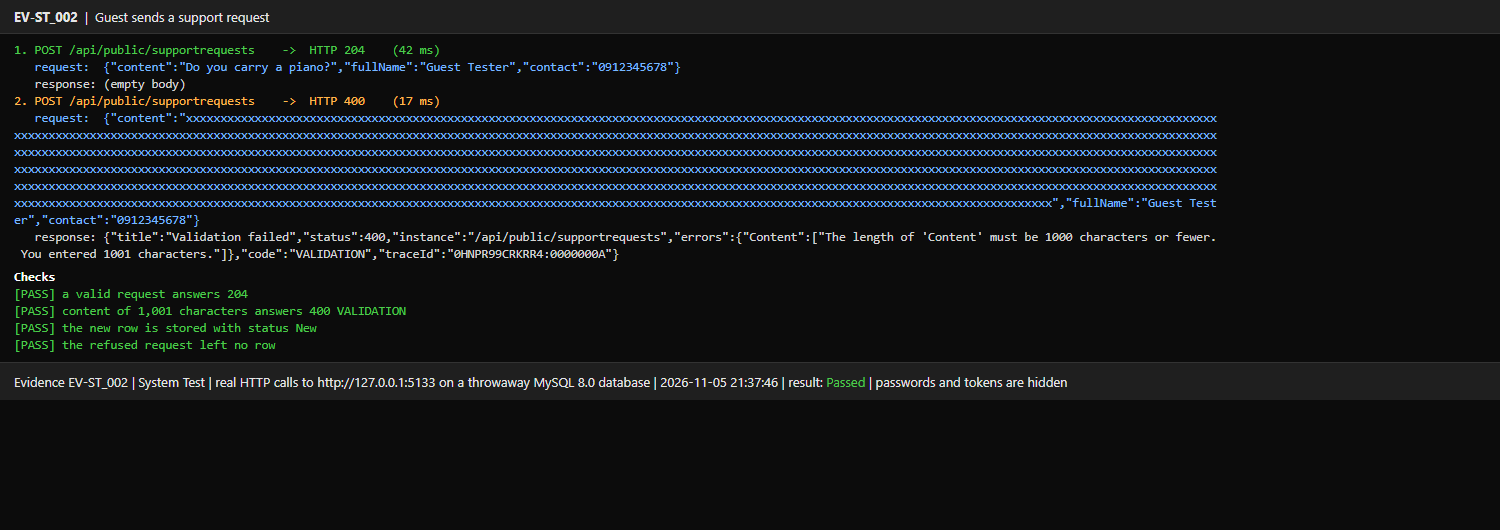 EV-ST_002 | Guest sends a support request
1. POST /api/public/supportrequests -> HTTP 204 (42 ms)
request: {"content":"Do you carry a piano?","fullName":"Guest Tester","contact":"0912345678"}
response: (empty body)
2. POST /api/public/supportrequests -> HTTP 400 (17 ms)
request: {"content":"xxxxxxxxxxxxxxxxxxxxxxxxxxxxxxxxxxxxxxxxxxxxxxxxxxxxxxxxxxxxxxxxxxxxxxxxxxxxxxxxxxxxxxxxxxxxxxxxxxxxxxxxxxxxxxxxxxxxxxxxxxxxxxxxxxxxxxxxxxxxxxxxxxxxxx
xxxxxxxxxxxxxxxxxxxxxxxxxxxxxxxxxxxxxxxxxxxxxxxxxxxxxxxxxxxxxxxxxxxxxxxxxxxxxxxxxxxxxxxxxxxxxxxxxxxxxxxxxxxxxxxxxxxxxxxxxxxxxxxxxxxxxxxxxxxxxxxxxxxxxxxxxxxxxxxxxxxxxxxxxxx
xxxxxxxxxxxxxxxxxxxxxxxxxxxxxxxxxxxxxxxxxxxxxxxxxxxxxxxxxxxxxxxxxxxxxxxxxxxxxxxxxxxxxxxxxxxxxxxxxxxxxxxxxxxxxxxxxxxxxxxxxxxxxxxxxxxxxxxxxxxxxxxxxxxxxxxxxxxxxxxxxxxxxxxxxxx
xxxxxxxxxxxxxxxxxxxxxxxxxxxxxxxxxxxxxxxxxxxxxxxxxxxxxxxxxxxxxxxxxxxxxxxxxxxxxxxxxxxxxxxxxxxxxxxxxxxxxxxxxxxxxxxxxxxxxxxxxxxxxxxxxxxxxxxxxxxxxxxxxxxxxxxxxxxxxxxxxxxxxxxxxxx
xxxxxxxxxxxxxxxxxxxxxxxxxxxxxxxxxxxxxxxxxxxxxxxxxxxxxxxxxxxxxxxxxxxxxxxxxxxxxxxxxxxxxxxxxxxxxxxxxxxxxxxxxxxxxxxxxxxxxxxxxxxxxxxxxxxxxxxxxxxxxxxxxxxxxxxxxxxxxxxxxxxxxxxxxxx
xxxxxxxxxxxxxxxxxxxxxxxxxxxxxxxxxxxxxxxxxxxxxxxxxxxxxxxxxxxxxxxxxxxxxxxxxxxxxxxxxxxxxxxxxxxxxxxxxxxxxxxxxxxxxxxxxxxxxxxxxxxxxxxxxxxxxxxxxxxxxxxxxxxxxxx","fullName":"Guest Test
er","contact":"0912345678"}
response: {"title":"Validation failed","status":400,"instance":"/api/public/supportrequests","errors":{"Content":["The length of 'Content' must be 1000 characters or fewer.
You entered 1001 characters."]},"code":"VALIDATION","traceId":"0HNPR99CRKRR4:0000000A"}
Checks
[PASS] a valid request answers 204
[PASS] content of 1,001 characters answers 400 VALIDATION
[PASS] the new row is stored with status New
[PASS] the refused request left no row
Evidence EV-ST_002 | System Test | real HTTP calls to http://127.0.0.1:5133 on a throwaway MySQL 8.0 database | 2026-11-05 21:37:46 | result: Passed | passwords and tokens are hidden